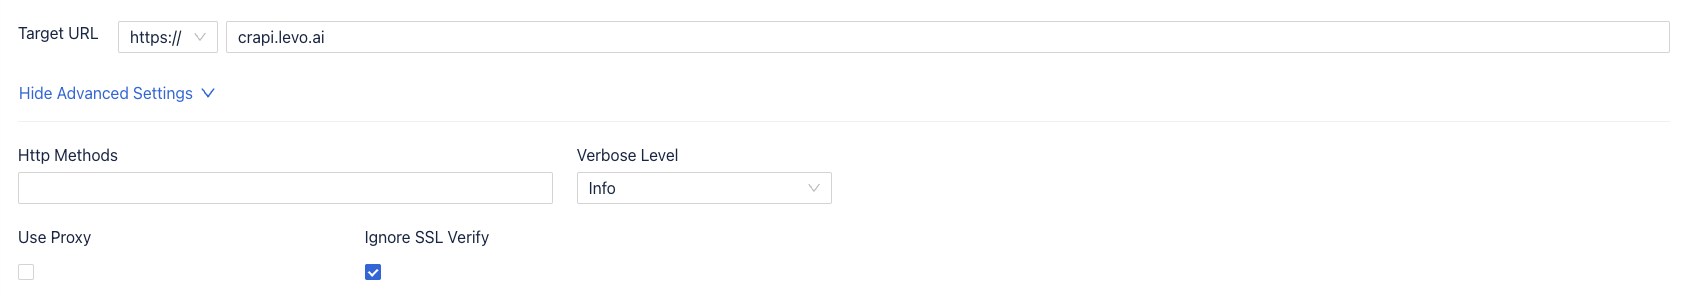 Target URL https:// crapi.levo.ai
Hide Advanced Settings
Http Methods Verbose Level
Info
Use Proxy Ignore SSL Verify